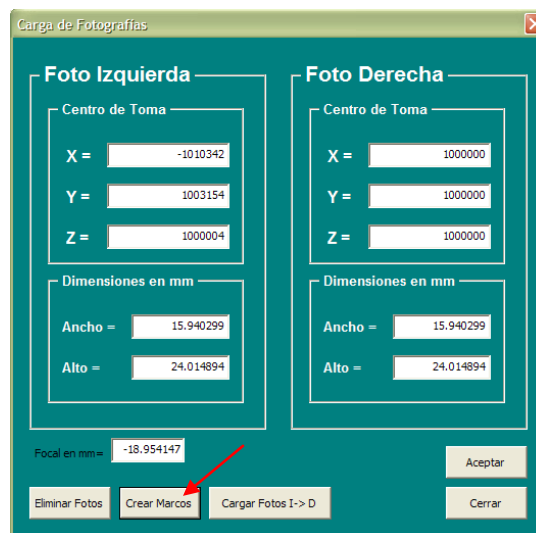 Carga de Fotografías
Foto Izquierda
Centro de Toma
X = -1010342
Y = 1003154
Z = 1000004
Dimensiones en mm
Ancho = 15.940299
Alto = 24.014894
Foto Derecha
Centro de Toma
X = 1000000
Y = 1000000
Z = 1000000
Dimensiones en mm
Ancho = 15.940299
Alto = 24.014894
Focal en mm= -18.954147
Aceptar
Eliminar Fotos Crear Marcos Cargar Fotos I-> D Cerrar